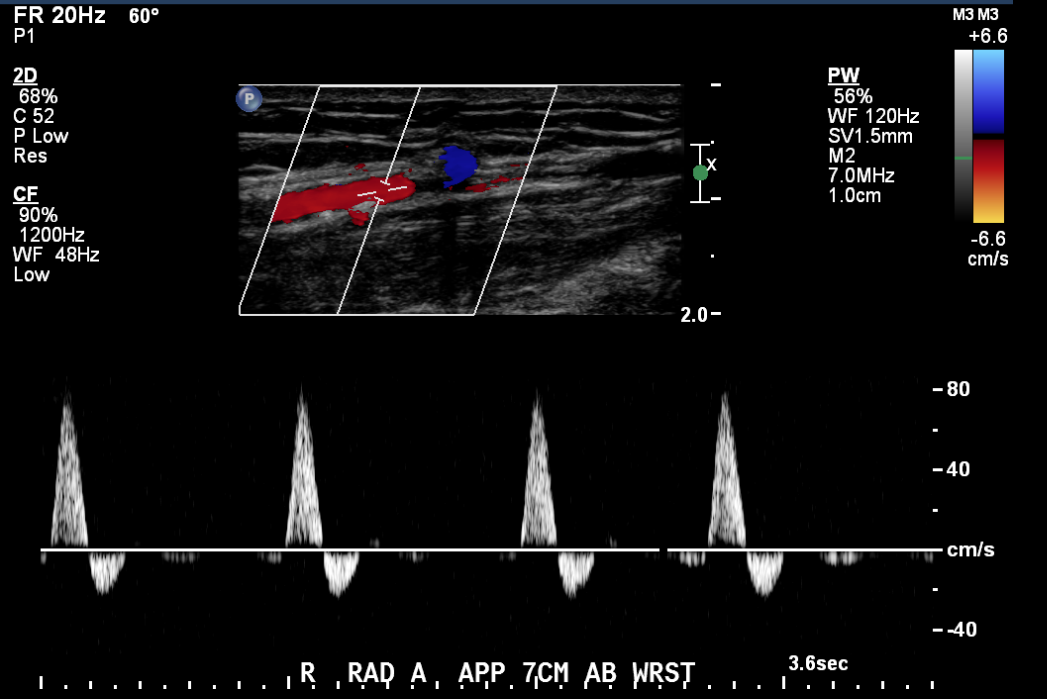 FR 20Hz 60°
P1
2D
68%
C 52
P Low
Res
CF
90%
1200Hz
WF 48Hz
Low
P
X
2.0
M3 M3
+6.6
-6.6
cm/s
PW
56%
WF 120Hz
SV1.5mm
M2
7.0MHz
1.0cm
80
40
cm/s
-40
3.6sec
R RAD A APP 7CM AB WRST